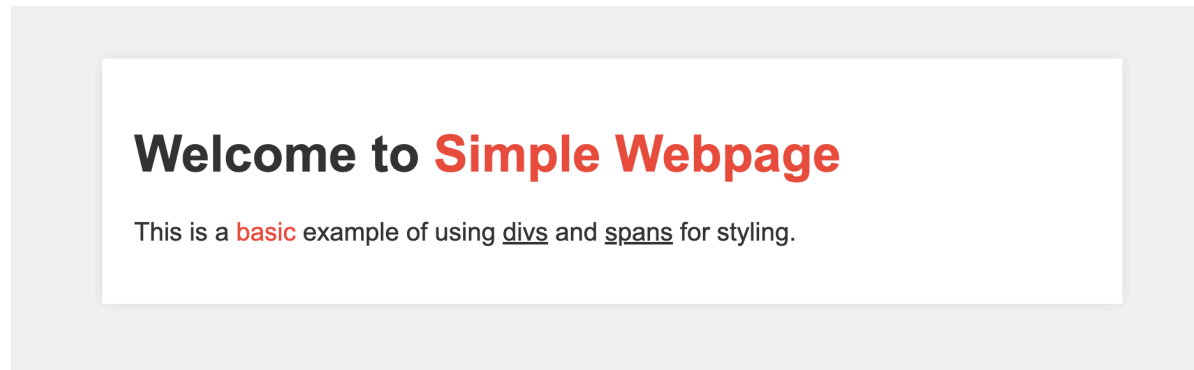 Welcome to Simple Webpage
This is a basic example of using divs and spans for styling.